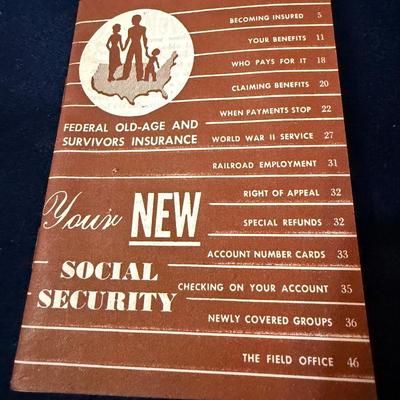 BECOMING INSURED 5
YOUR BENEFITS 11
WHO PAYS FOR IT 18
CLAIMING BENEFITS 20
WHEN PAYMENTS STOP 22
FEDERAL OLD-AGE AND
SURVIVORS INSURANCE
WORLD WAR II SERVICE 27
RAILROAD EMPLOYMENT 31
RIGHT OF APPEAL 32
Your NEW
SPECIAL REFUNDS 32
SOCIAL
SECURITY
ACCOUNT NUMBER CARDS 33
CHECKING ON YOUR ACCOUNT 35
NEWLY COVERED GROUPS 36
THE FIELD OFFICE 46